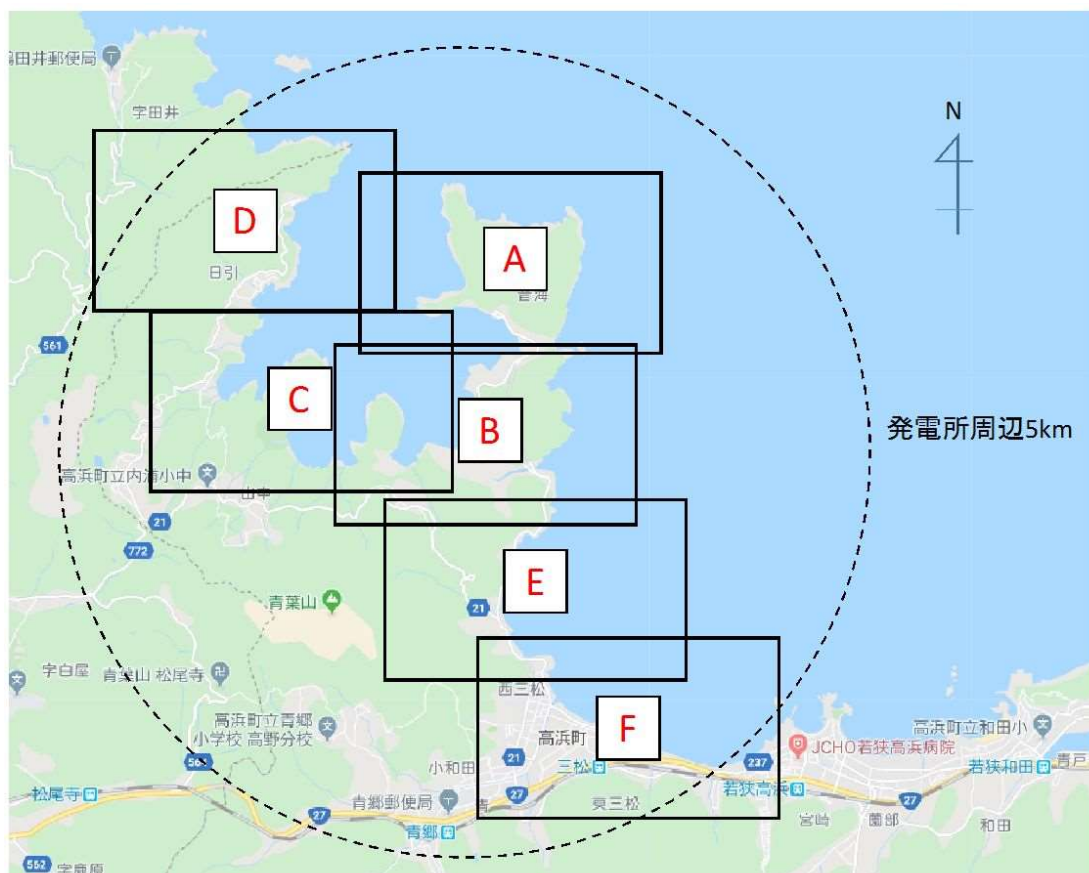 田井郵便局
字田井
N
D
A
日引
音海
561
C
B
発電所周辺5km
高浜町立内浦小中
山中
21
772
E
青葉山
21
字白屋
青葉山 松尾寺
西三松
高浜町立青郷
小学校 高野分校
高浜町
F
高浜町立和田小
JCHO若狭高浜病院
564
小和田
21
三松
237
青戸
若狭和田
松尾寺
青郷郵便局
青
27
東三松
若狭高浜
27
27
青郷
宮崎
薗部
和田
562
字鹿原